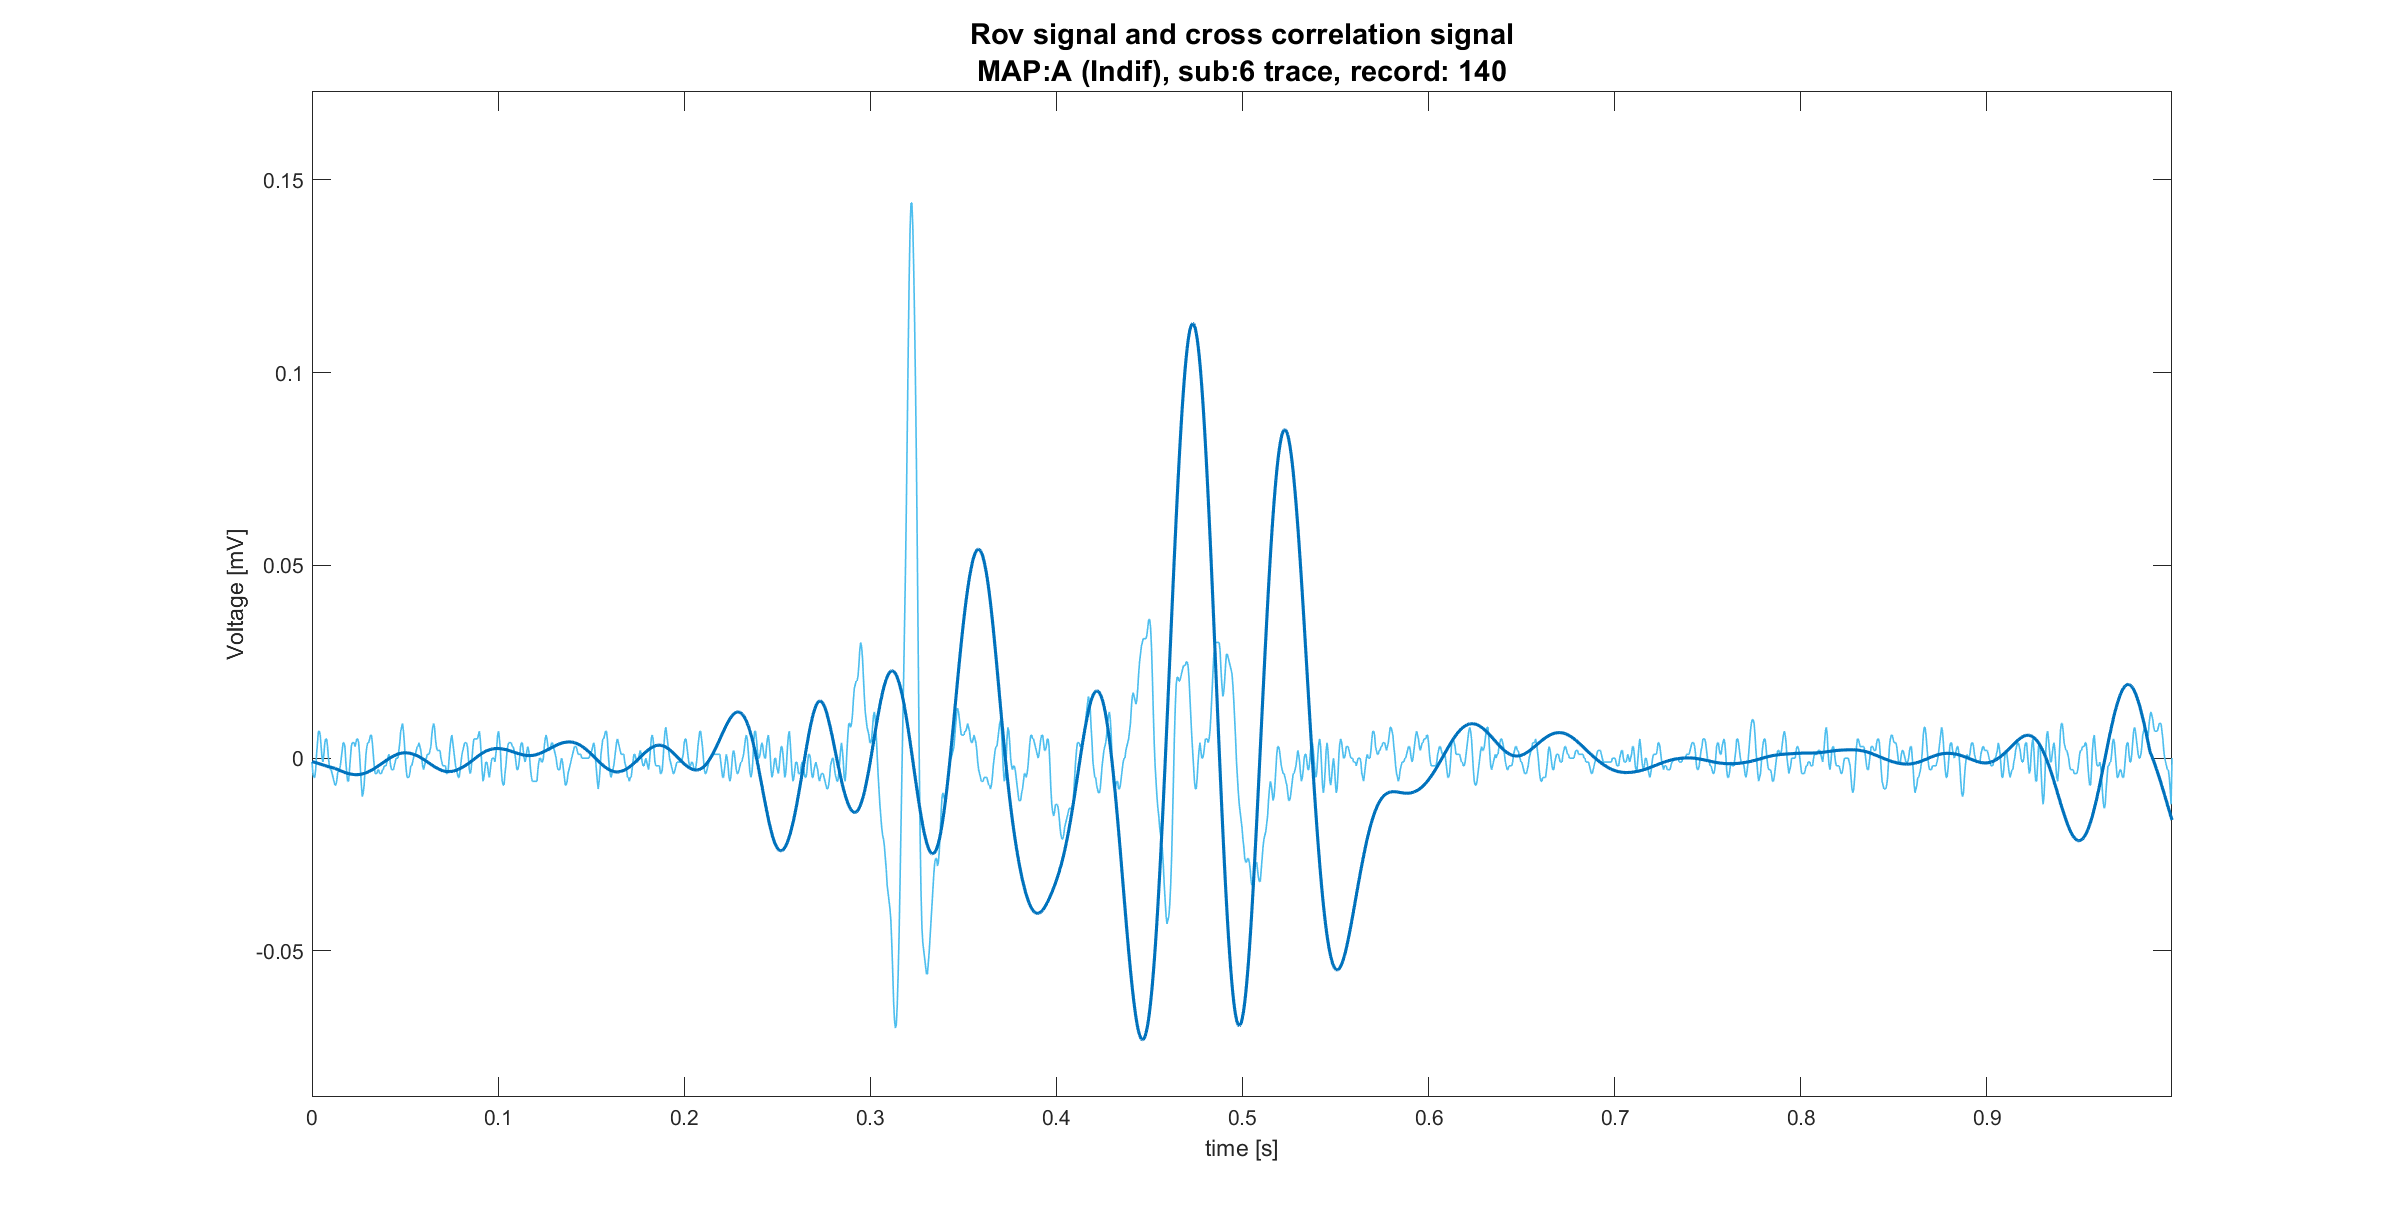 Rov signal and cross correlation signal
MAP:A (Indif), sub:6 trace, record: 140
0.15
0.1
0.05
0
-0.05
Voltage [mV]
0 0.1 0.2 0.3 0.4 0.5 0.6 0.7 0.8 0.9
time [s]